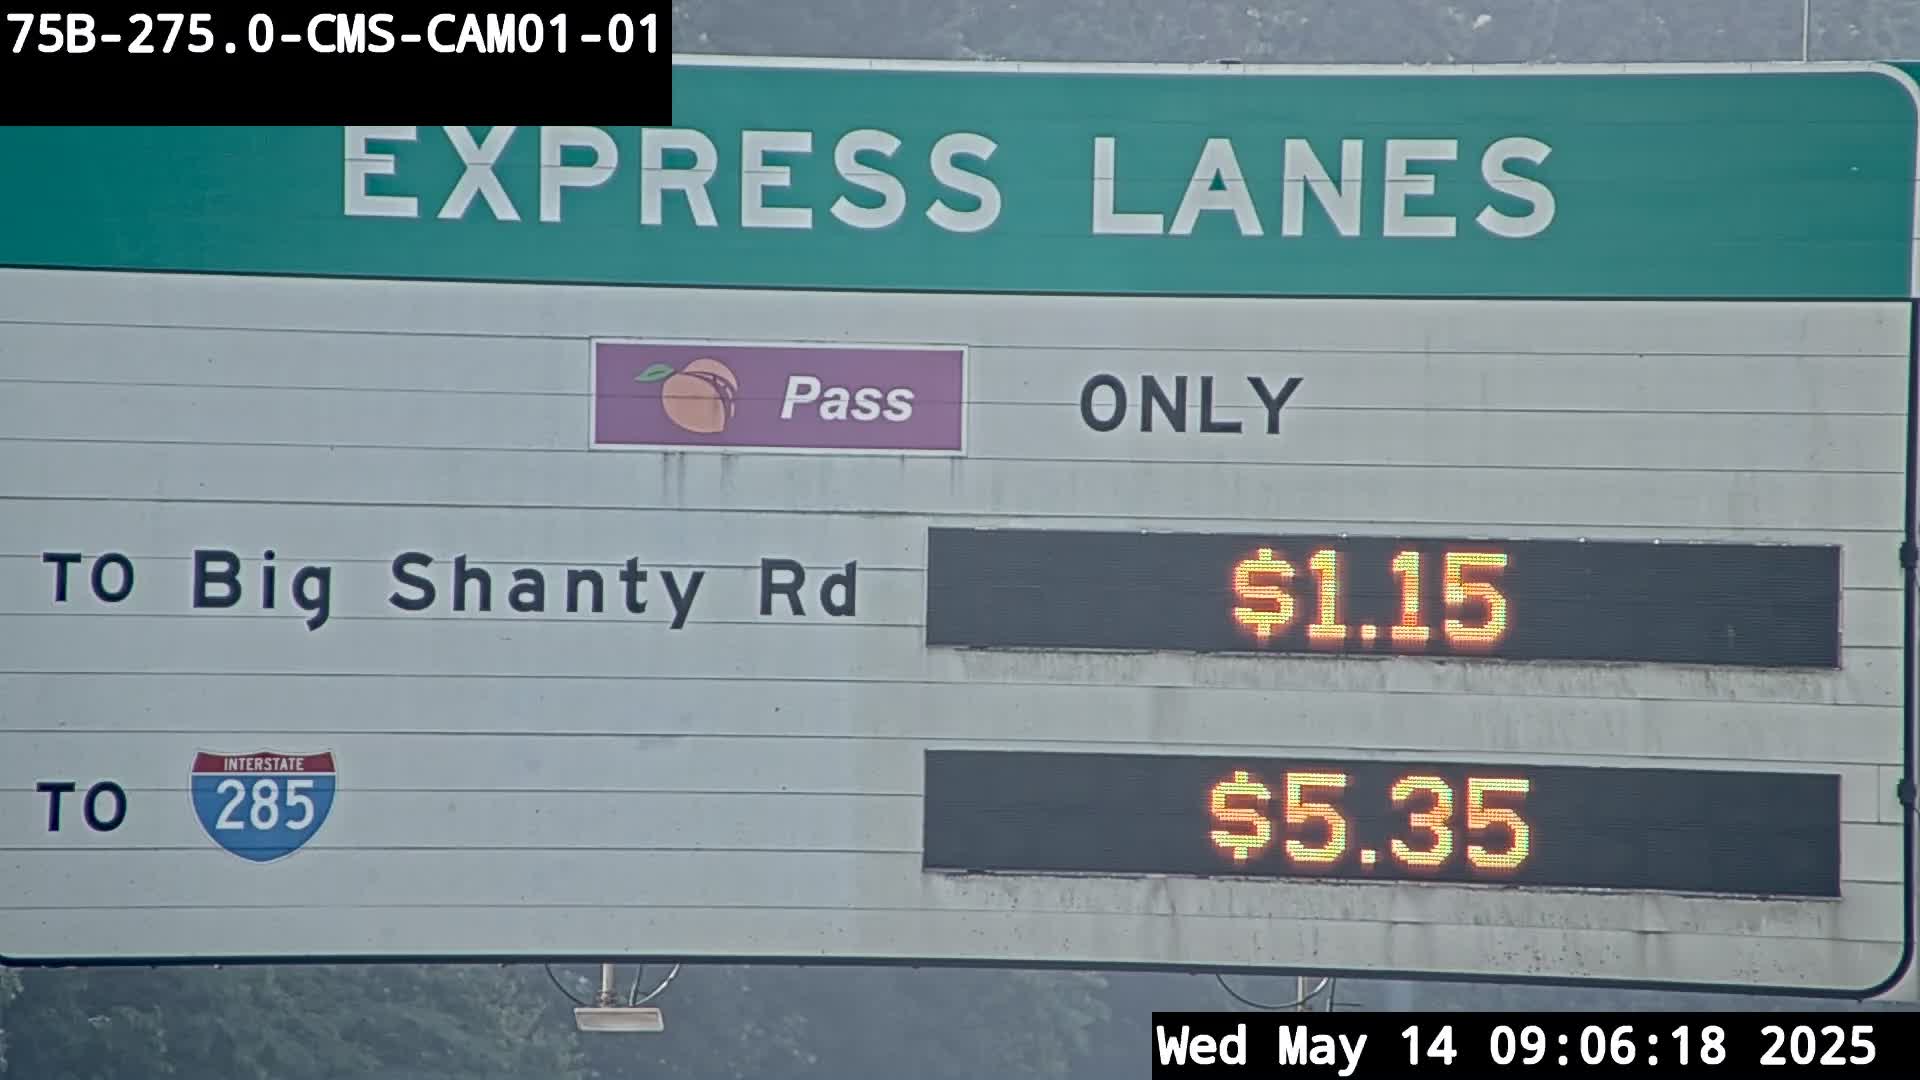 75B-275.0-CMS-CAM01-01
EXPRESS LANES
Pass ONLY
TO Big Shanty Rd $1.15
INTERSTATE
TO 285 $5.35
Wed May 14 09:06:18 2025